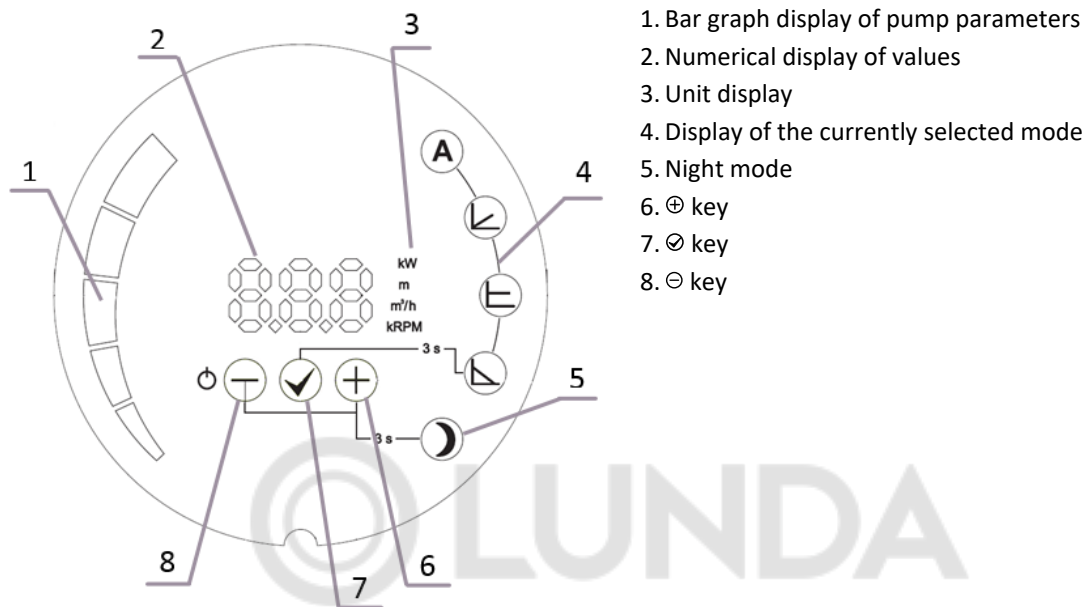 1. Bar graph display of pump parameters
2. Numerical display of values
3. Unit display
4. Display of the currently selected mode
5. Night mode
6. ⊕ key
7. ✓ key
8. ⊖ key
2
3
1
A
4
8.8.8
kW
m
m³/h
kRPM
3 s
3 s
5
8
7
6
LUNDA